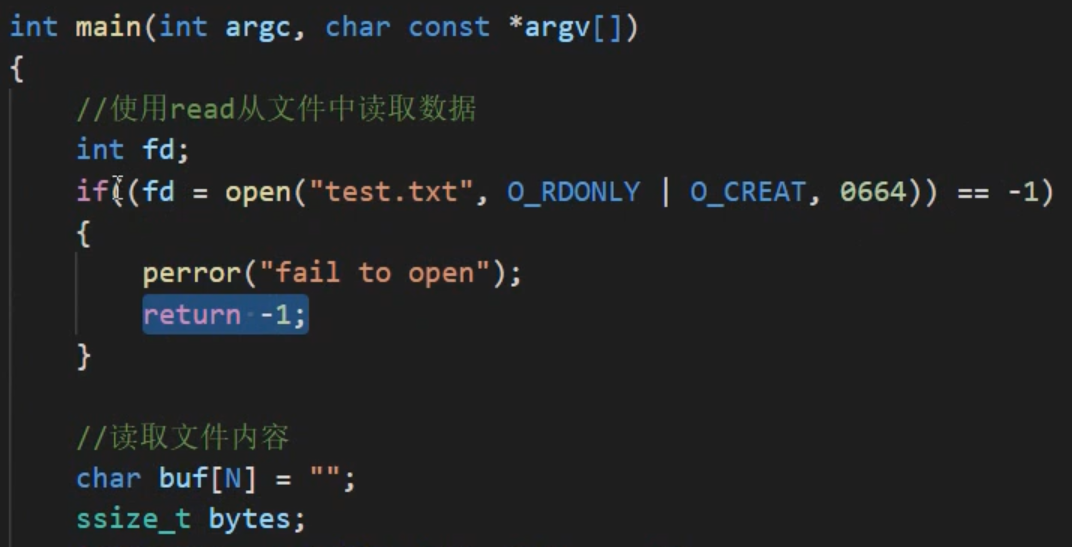 int main(int argc, char const *argv[])
{
    //使用read从文件中读取数据
    int fd;
    if((fd = open("test.txt", O_RDONLY | O_CREAT, 0664)) == -1)
    {
        perror("fail to open");
        return -1;
    }

    //读取文件内容
    char buf[N] = "";
    ssize_t bytes;